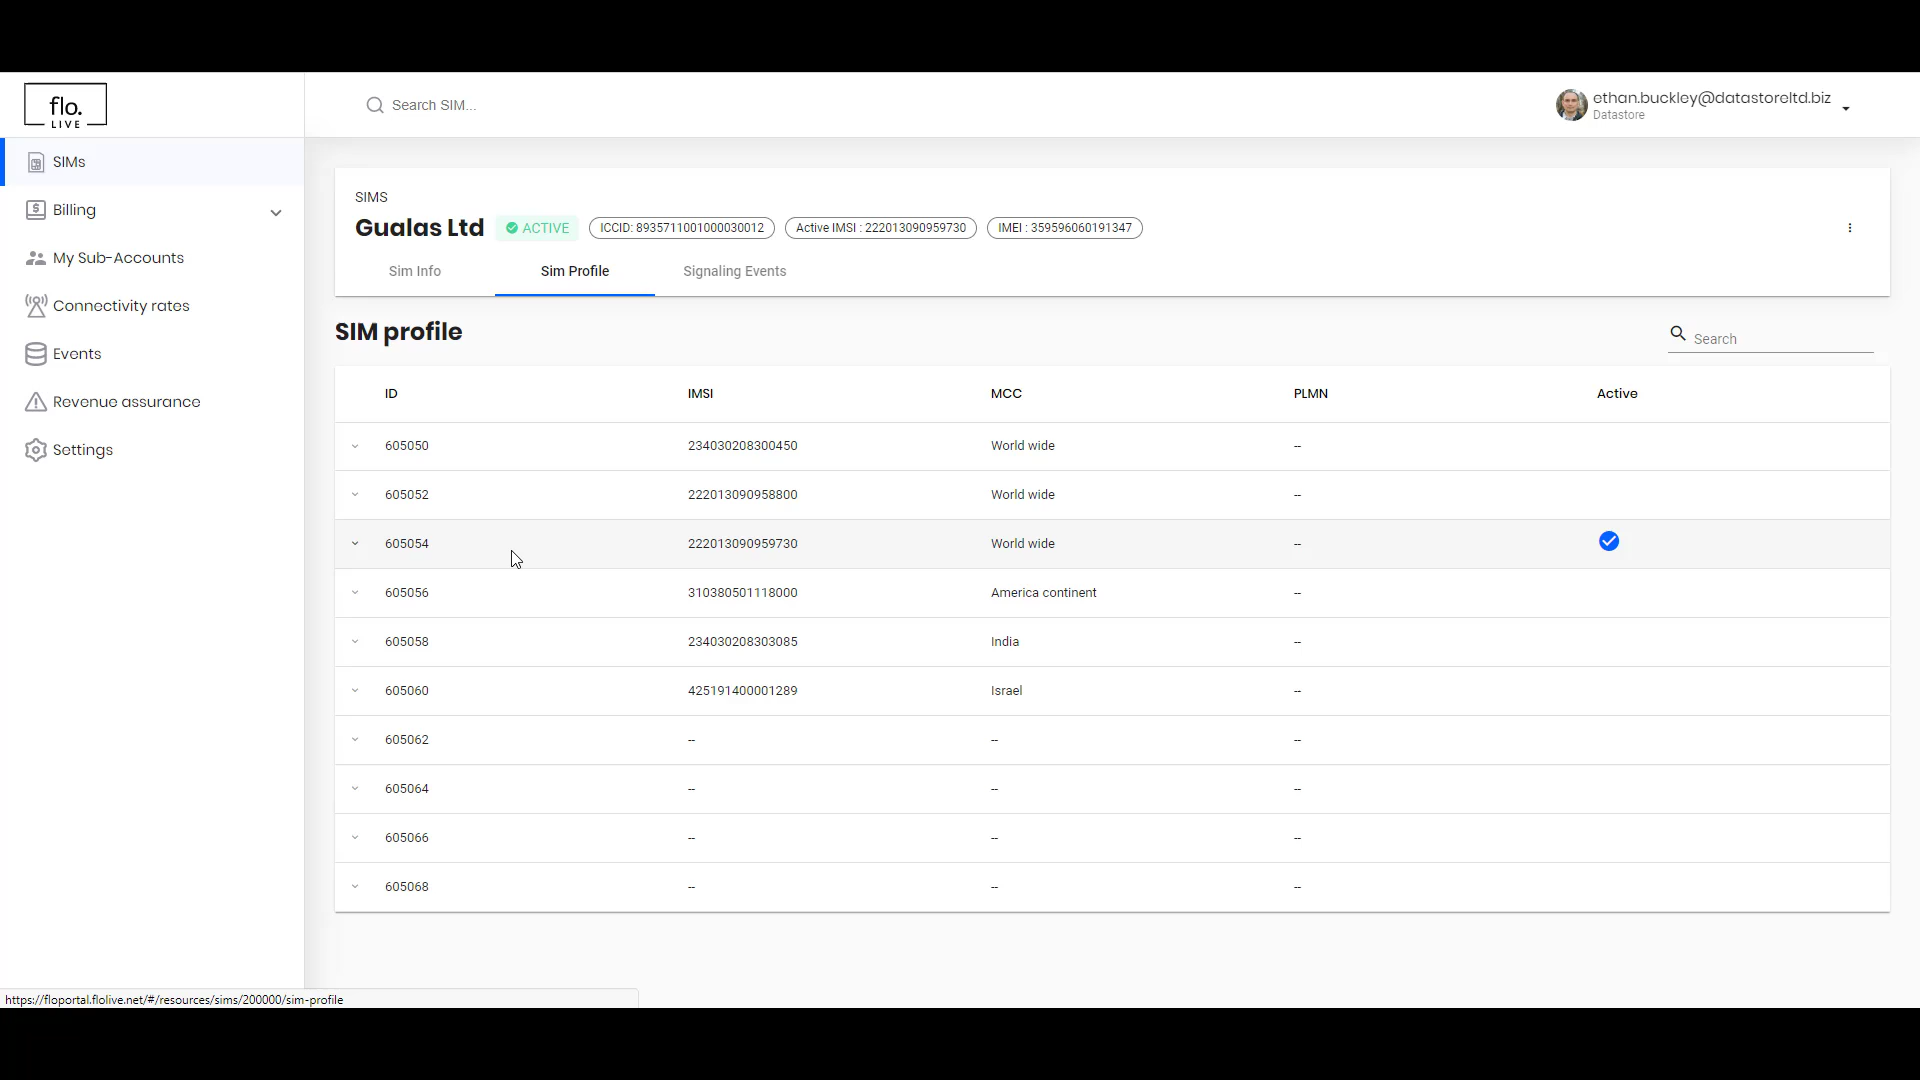 flo.
LIVE
Search SIM...
ethan.buckley@datastoreltd.biz
Datastore
SIMs
Billing
My Sub-Accounts
Connectivity rates
Events
Revenue assurance
Settings
SIMS
Gualas Ltd ACTIVE ICCID: 8935711001000030012 Active IMSI : 222013090959730 IMEI : 359596060191347
Sim Info Sim Profile Signaling Events
SIM profile
Search
ID IMSI MCC PLMN Active
605050 234030208300450 World wide --
605052 222013090958800 World wide --
605054 222013090959730 World wide --
605056 310380501118000 America continent --
605058 234030208303085 India --
605060 425191400001289 Israel --
605062 -- -- --
605064 -- -- --
605066 -- -- --
605068 -- -- --
https://floportal.flolive.net/#/resources/sims/200000/sim-profile